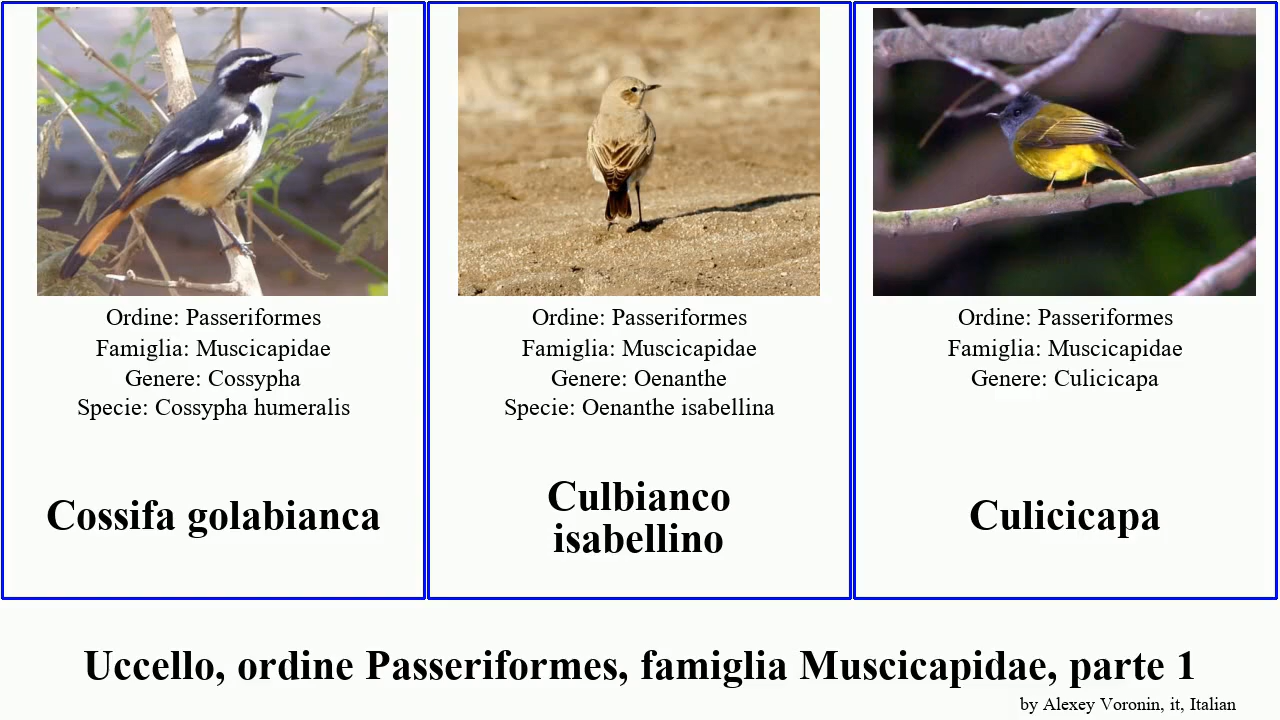 Ordine: Passeriformes
Famiglia: Muscicapidae
Genere: Cossypha
Specie: Cossypha humeralis
Cossifa golabianca
Ordine: Passeriformes
Famiglia: Muscicapidae
Genere: Oenanthe
Specie: Oenanthe isabellina
Culbianco
isabellino
Ordine: Passeriformes
Famiglia: Muscicapidae
Genere: Culicicapa
Culicicapa
Uccello, ordine Passeriformes, famiglia Muscicapidae, parte 1
by Alexey Voronin, it, Italian